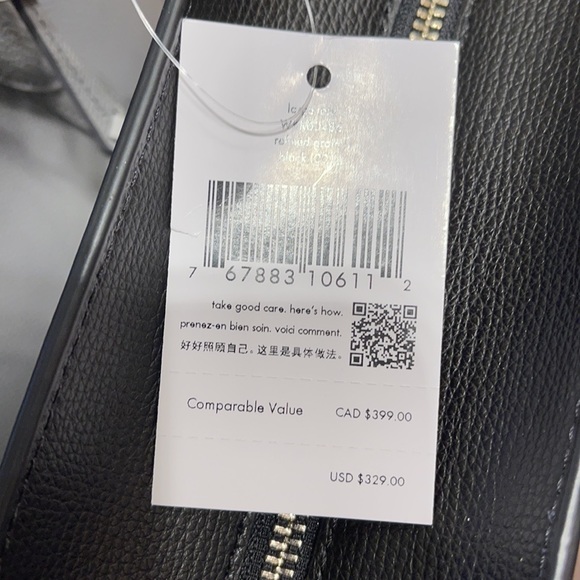 7 67883 10611 2
take good care. here's how.
prenez-en bien soin. voici comment.
好好照顾自己。这里是具体做法。
Comparable Value CAD $399.00
USD $329.00